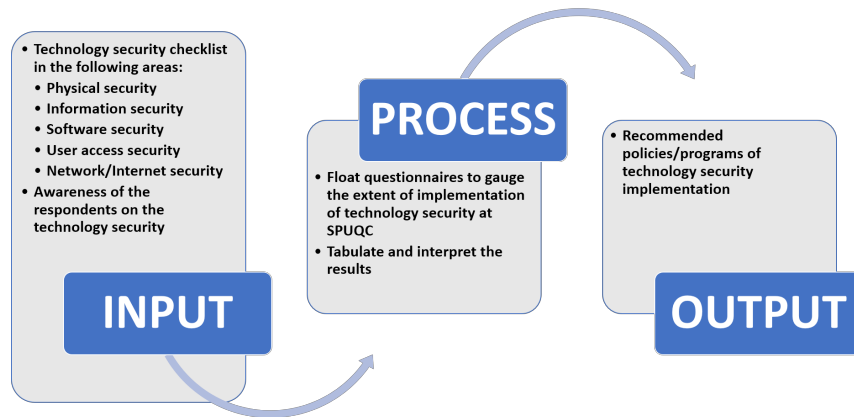 • Technology security checklist
in the following areas:
• Physical security
• Information security
• Software security
• User access security
• Network/Internet security
• Awareness of the
respondents on the
technology security
INPUT
PROCESS
• Float questionnaires to gauge
the extent of implementation
of technology security at
SPUQC
• Tabulate and interpret the
results
• Recommended
policies/programs of
technology security
implementation
OUTPUT